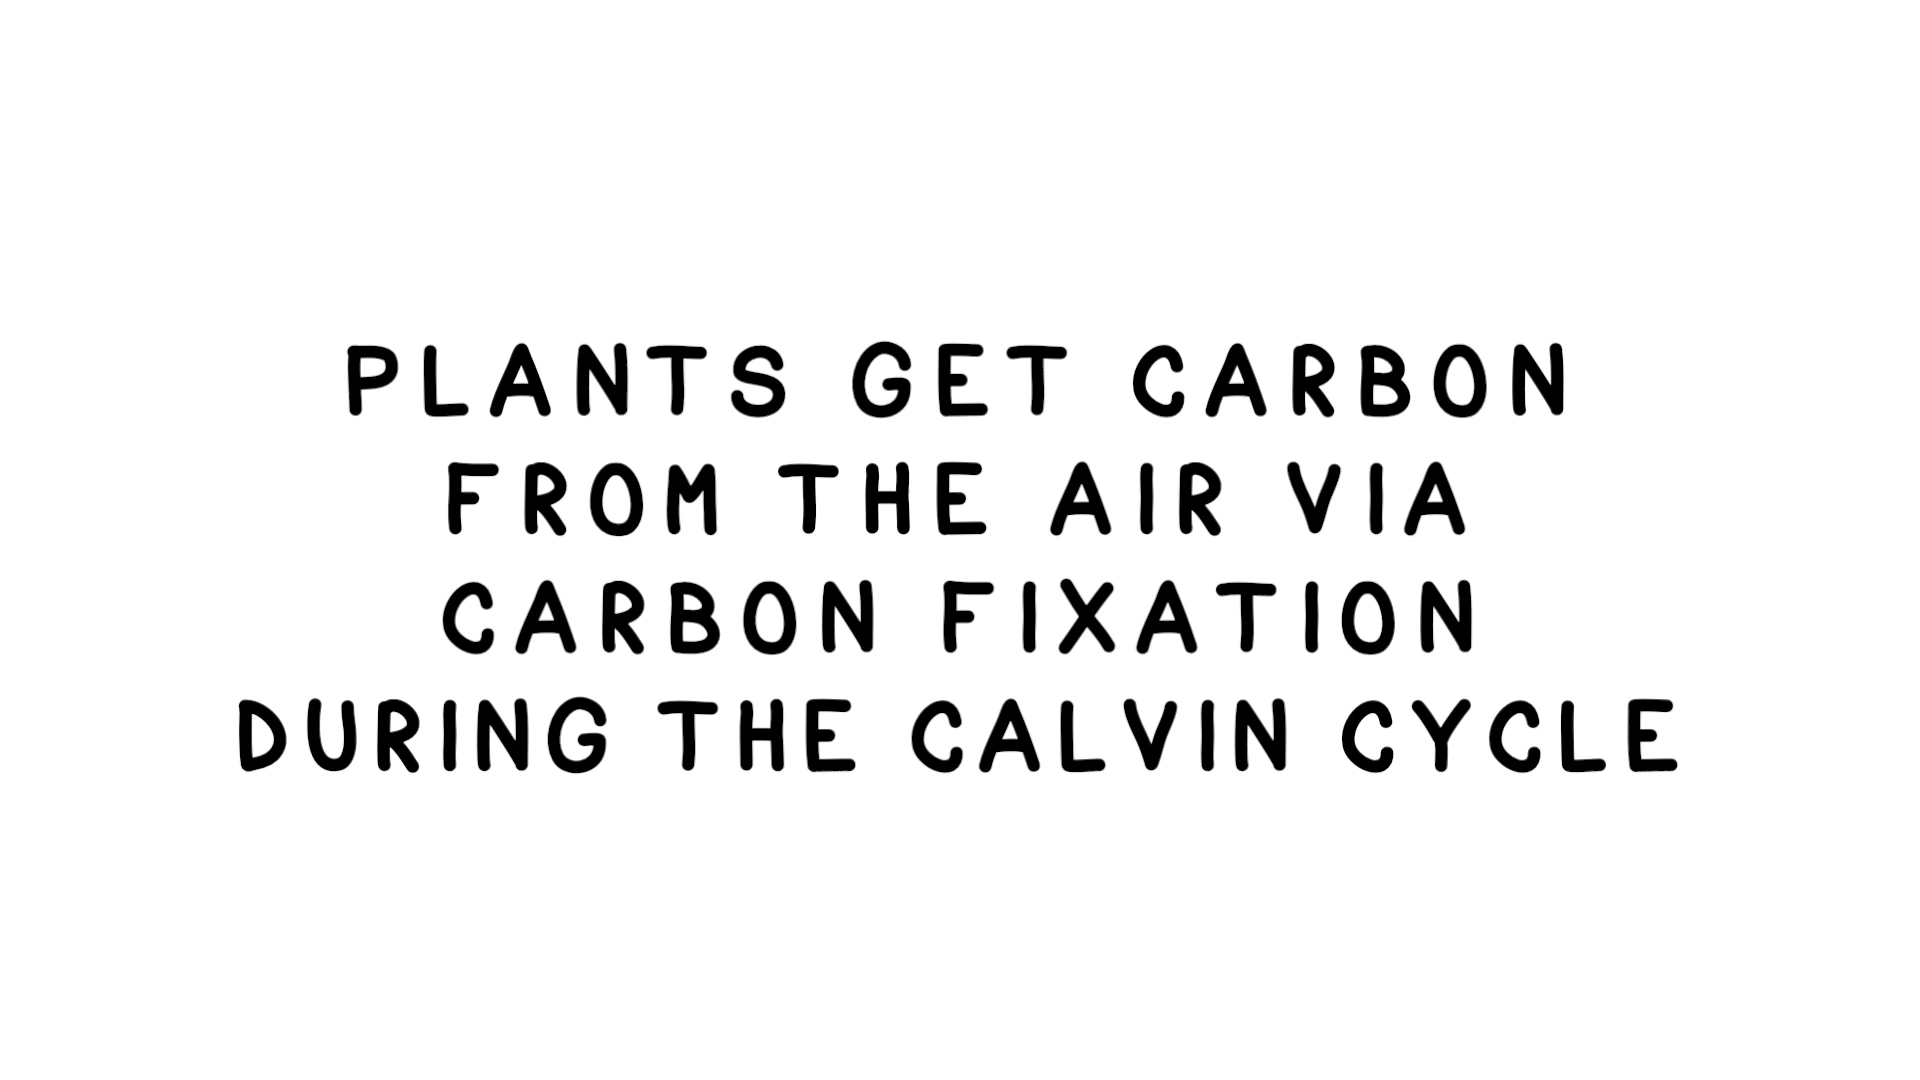 PLANTS GET CARBON
FROM THE AIR VIA
CARBON FIXATION
DURING THE CALVIN CYCLE